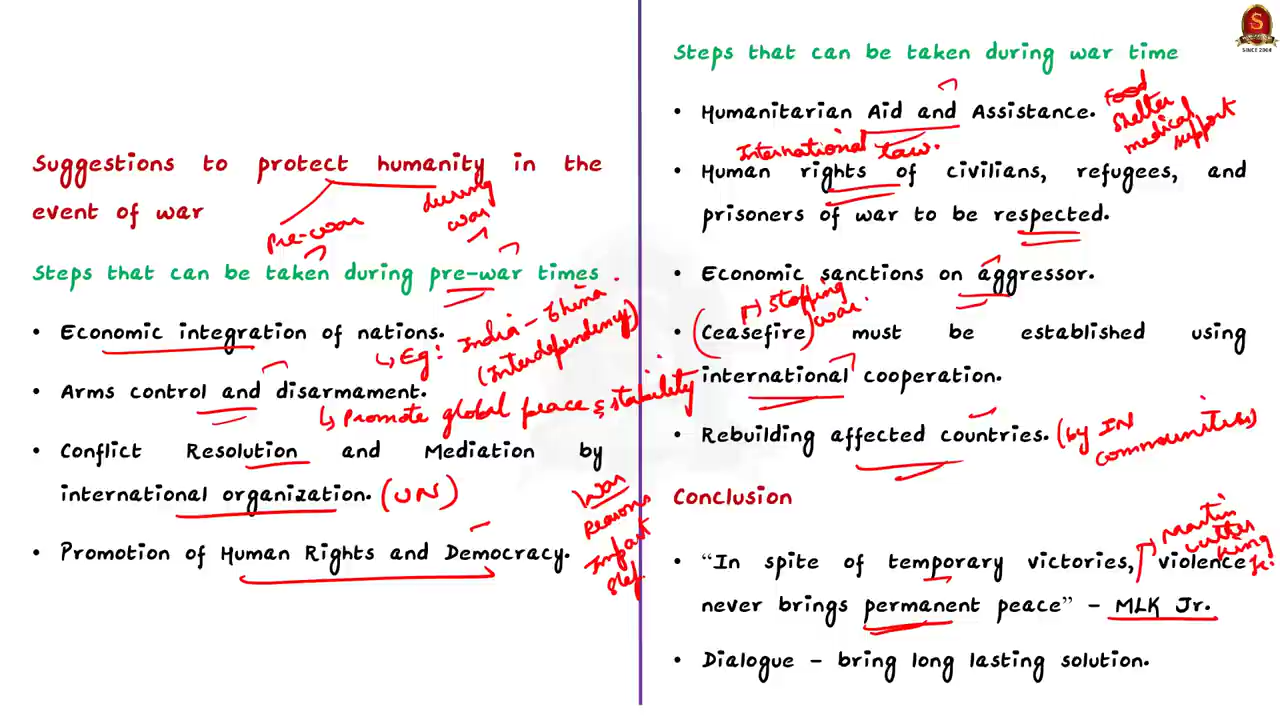 Suggestions to protect humanity in the
event of war
Pre-war
during
war
Steps that can be taken during pre-war times
• Economic integration of nations.
↳ Eg: India - China
(Interdependency)
• Arms control and disarmament.
↳ Promote global peace & stability
• Conflict Resolution and Mediation by
international organization. (UN)
• Promotion of Human Rights and Democracy.
War
Reasons
Impact
Steps that can be taken during war time
• Humanitarian Aid and Assistance.
Food
Shelter
medical
support
International Law.
• Human rights of civilians, refugees, and
prisoners of war to be respected.
• Economic sanctions on aggressor.
stopping
war.
• (Ceasefire) must be established using
international cooperation.
• Rebuilding affected countries. (by IN
communities)
Conclusion
Martin
Luther
King
Jr.
• “In spite of temporary victories, violence
never brings permanent peace” - MLK Jr.
• Dialogue - bring long lasting solution.
S
SINCE 2004